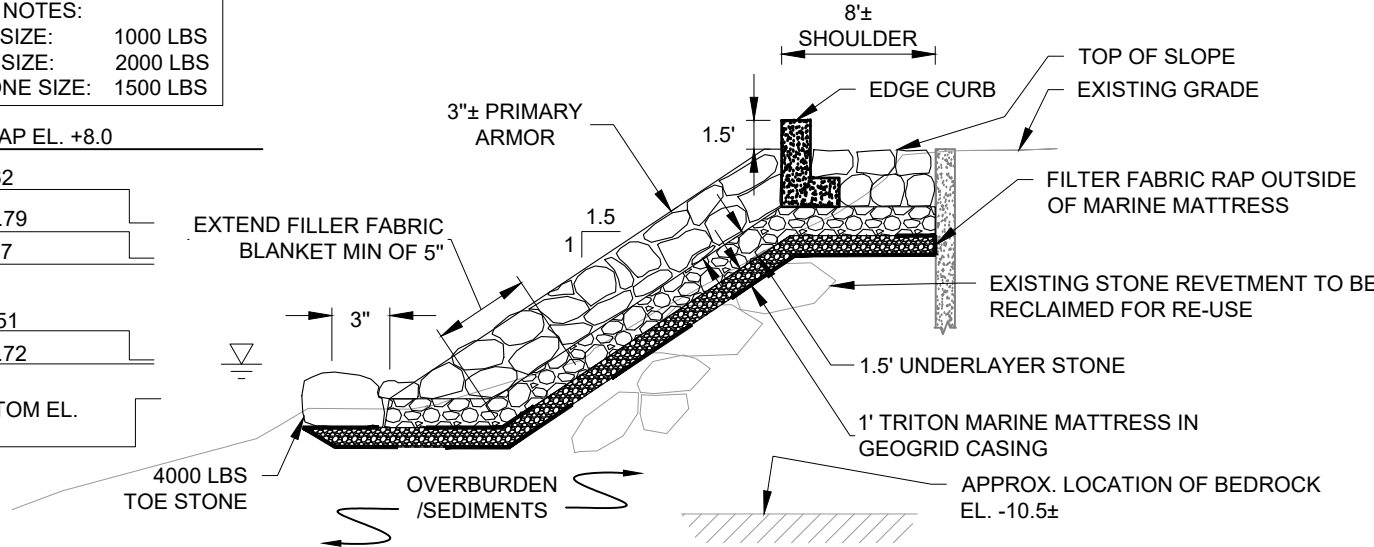 NOTES:
SIZE: 1000 LBS
SIZE: 2000 LBS
ONE SIZE: 1500 LBS
AP EL. +8.0
62
.79
7
51
.72
TOM EL.
8'±
SHOULDER
TOP OF SLOPE
EDGE CURB
EXISTING GRADE
3"± PRIMARY
ARMOR
1.5'
FILTER FABRIC RAP OUTSIDE
OF MARINE MATTRESS
1.5
1
EXTEND FILLER FABRIC
BLANKET MIN OF 5"
EXISTING STONE REVETMENT TO BE
RECLAIMED FOR RE-USE
3"
1.5' UNDERLAYER STONE
1' TRITON MARINE MATTRESS IN
GEOGRID CASING
4000 LBS
TOE STONE
OVERBURDEN
/SEDIMENTS
APPROX. LOCATION OF BEDROCK
EL. -10.5±